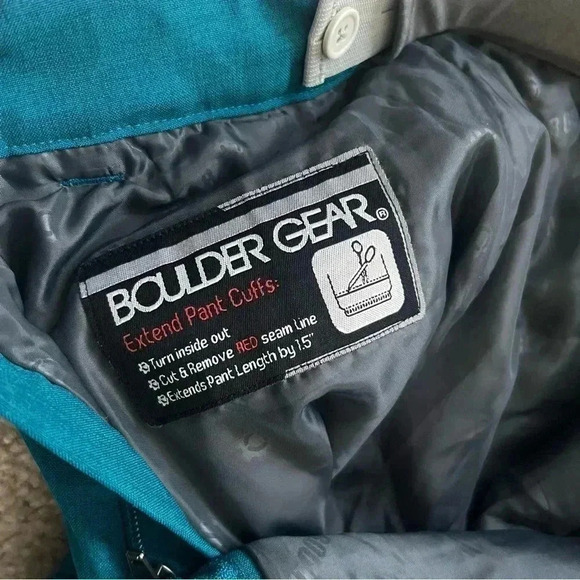 BOULDER GEAR®
Extend Pant Cuffs:
Turn inside out
Cut & Remove RED seam line
Extends Pant Length by 1.5"